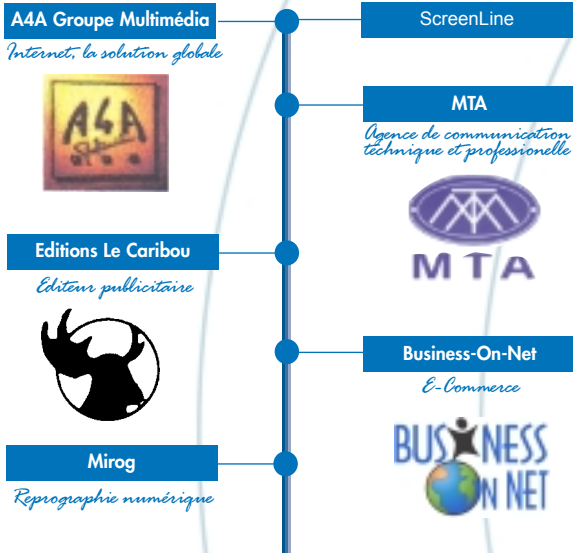 A4A Groupe Multimédia
Internet, la solution globale
A4A
ScreenLine
MTA
Agence de communication
technique et professionelle
MTA
Editions Le Caribou
Editeur publicitaire
Business-On-Net
E-Commerce
BUSINESS
ON NET
Mirog
Reprographie numérique